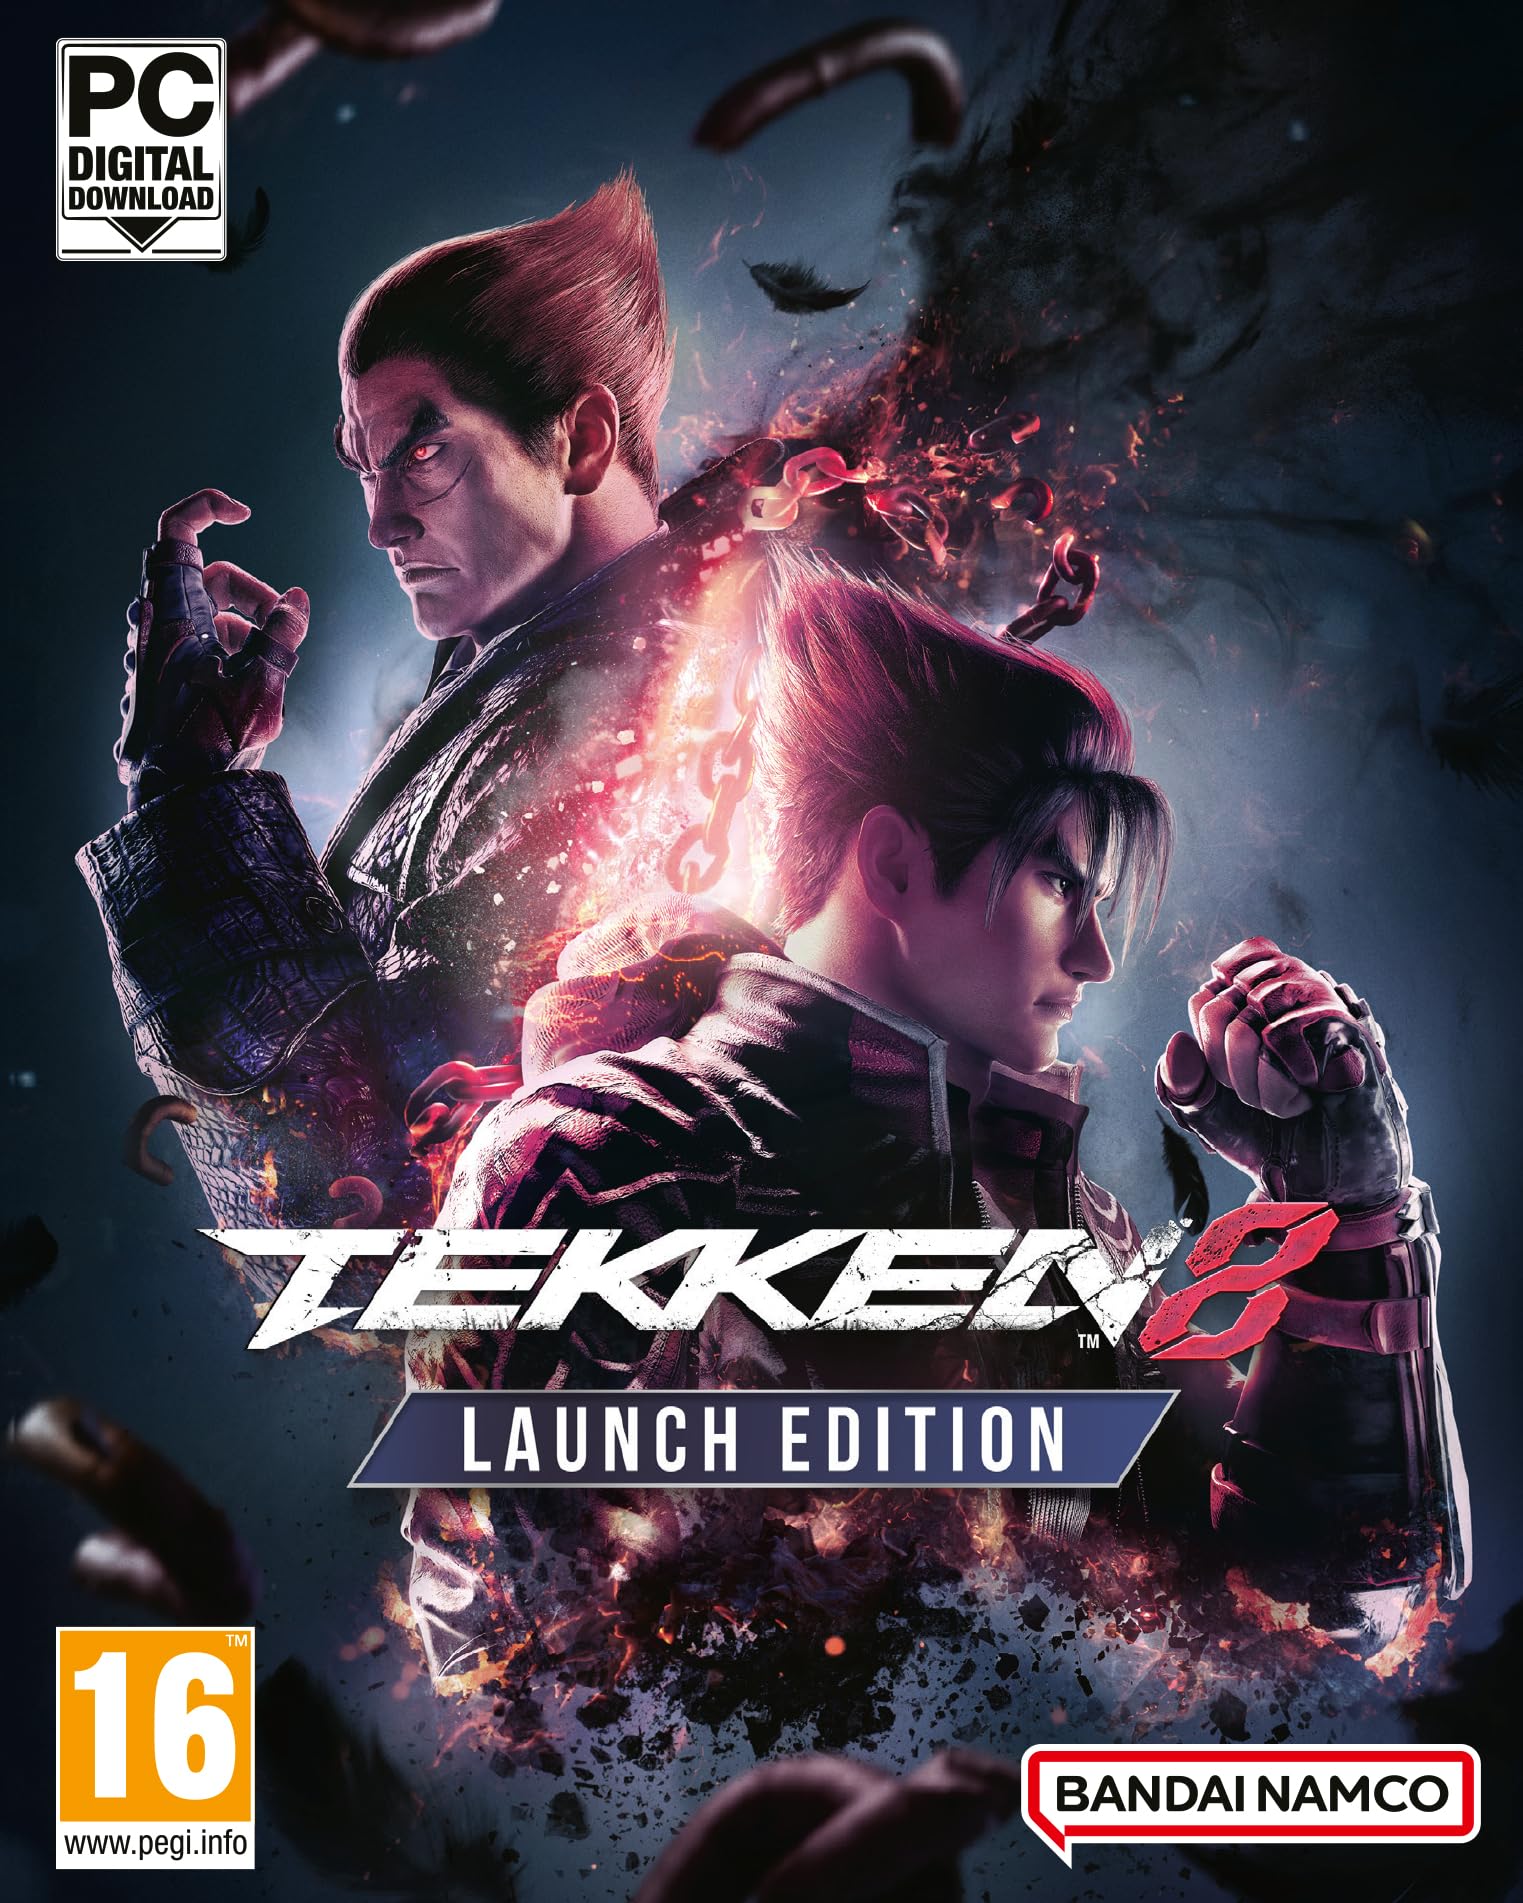 PC
DIGITAL
DOWNLOAD
TEKKEN 8
TM
LAUNCH EDITION
16
TM
www.pegi.info
BANDAI NAMCO